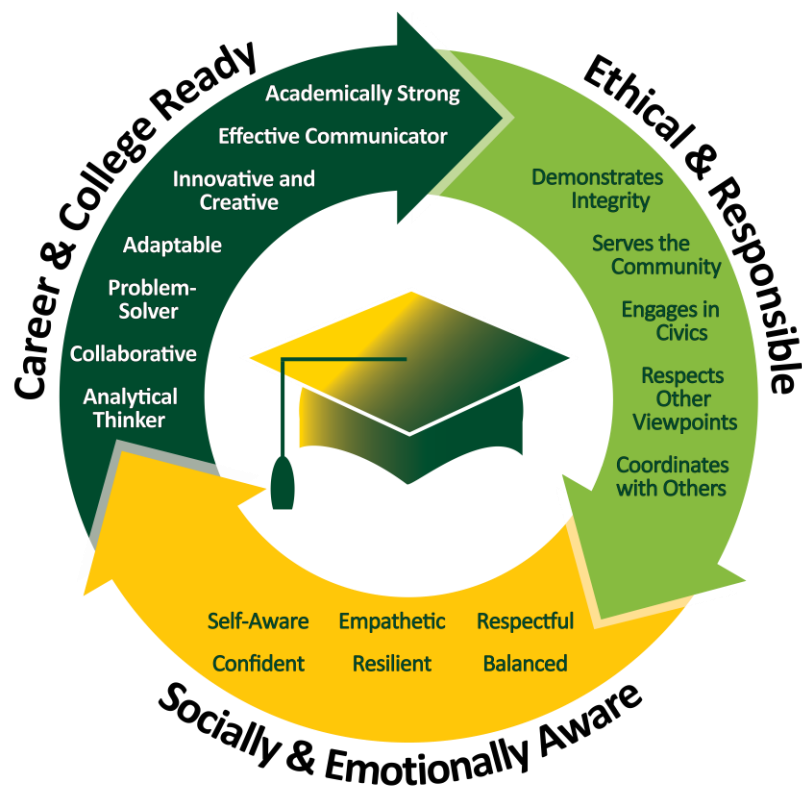 Career & College Ready
Academically Strong
Effective Communicator
Innovative and
Creative
Adaptable
Problem-
Solver
Collaborative
Analytical
Thinker
Ethical & Responsible
Demonstrates
Integrity
Serves the
Community
Engages in
Civics
Respects
Other
Viewpoints
Coordinates
with Others
Self-Aware Empathetic Respectful
Confident Resilient Balanced
Socially & Emotionally Aware